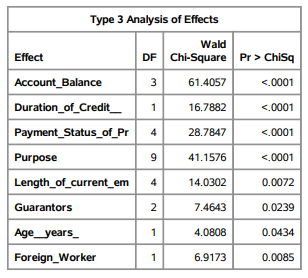 Type 3 Analysis of Effects
Effect DF Wald Chi-Square Pr > ChiSq
Account_Balance 3 61.4057 <.0001
Duration_of_Credit__ 1 16.7882 <.0001
Payment_Status_of_Pr 4 28.7847 <.0001
Purpose 9 41.1576 <.0001
Length_of_current_em 4 14.0302 0.0072
Guarantors 2 7.4643 0.0239
Age__years_ 1 4.0808 0.0434
Foreign_Worker 1 6.9173 0.0085